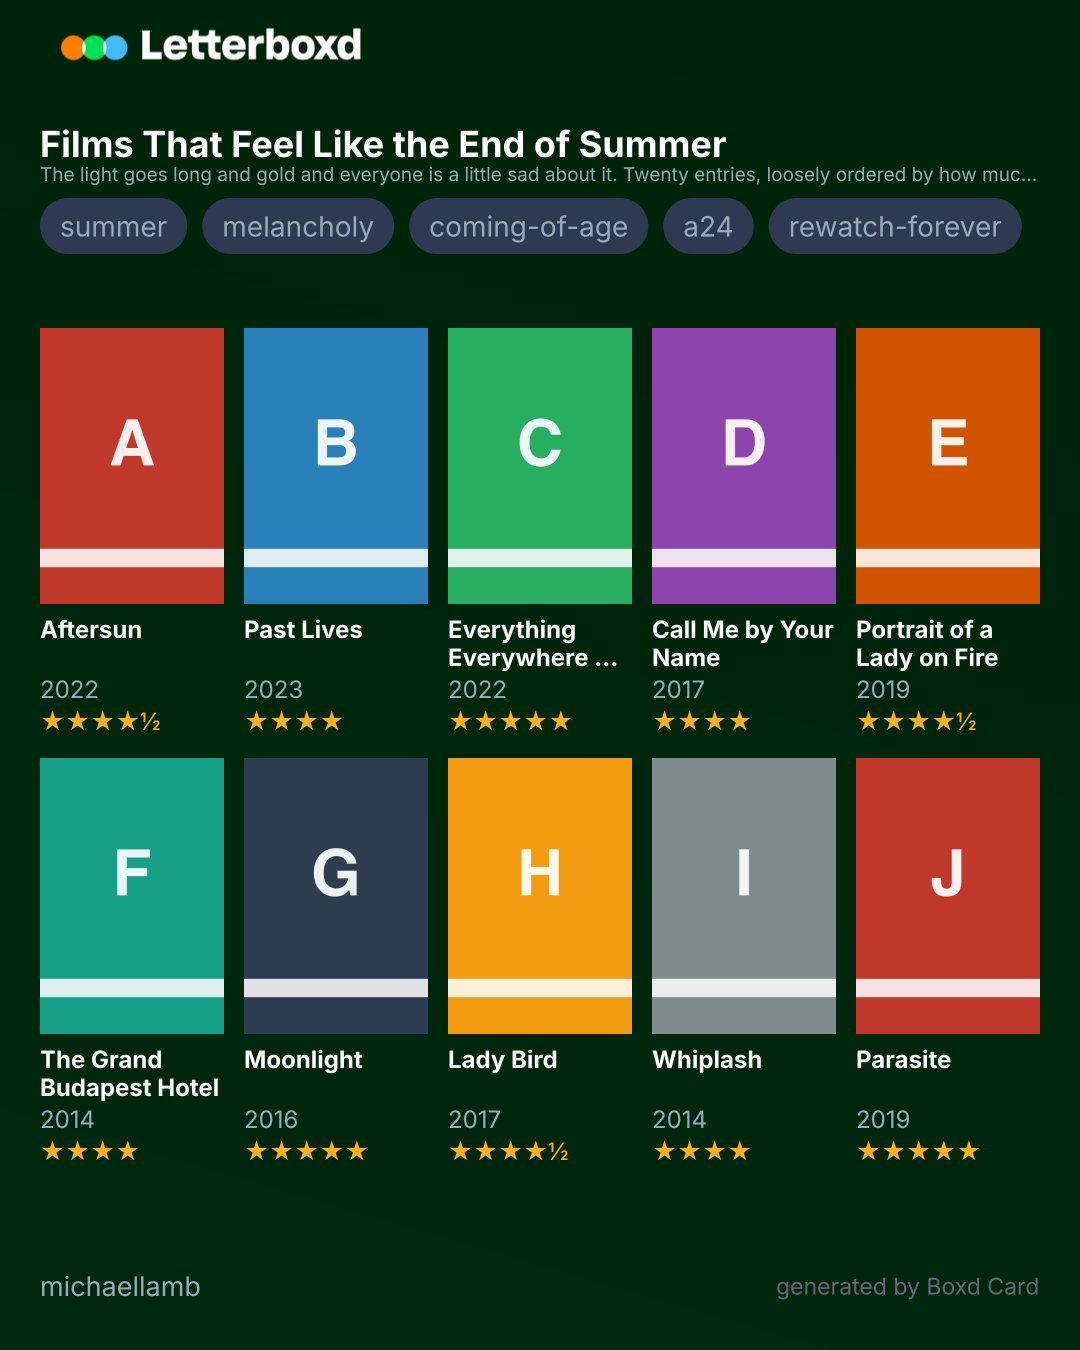 Letterboxd
Films That Feel Like the End of Summer
The light goes long and gold and everyone is a little sad about it. Twenty entries, loosely ordered by how muc...
summer melancholy coming-of-age a24 rewatch-forever
A B C D E
Aftersun
2022
★★★★½
Past Lives
2023
★★★★
Everything
Everywhere ...
2022
★★★★★
Call Me by Your
Name
2017
★★★★
Portrait of a
Lady on Fire
2019
★★★★½
F G H I J
The Grand
Budapest Hotel
2014
★★★★
Moonlight
2016
★★★★★
Lady Bird
2017
★★★★½
Whiplash
2014
★★★★
Parasite
2019
★★★★★
michaellamb
generated by Boxd Card